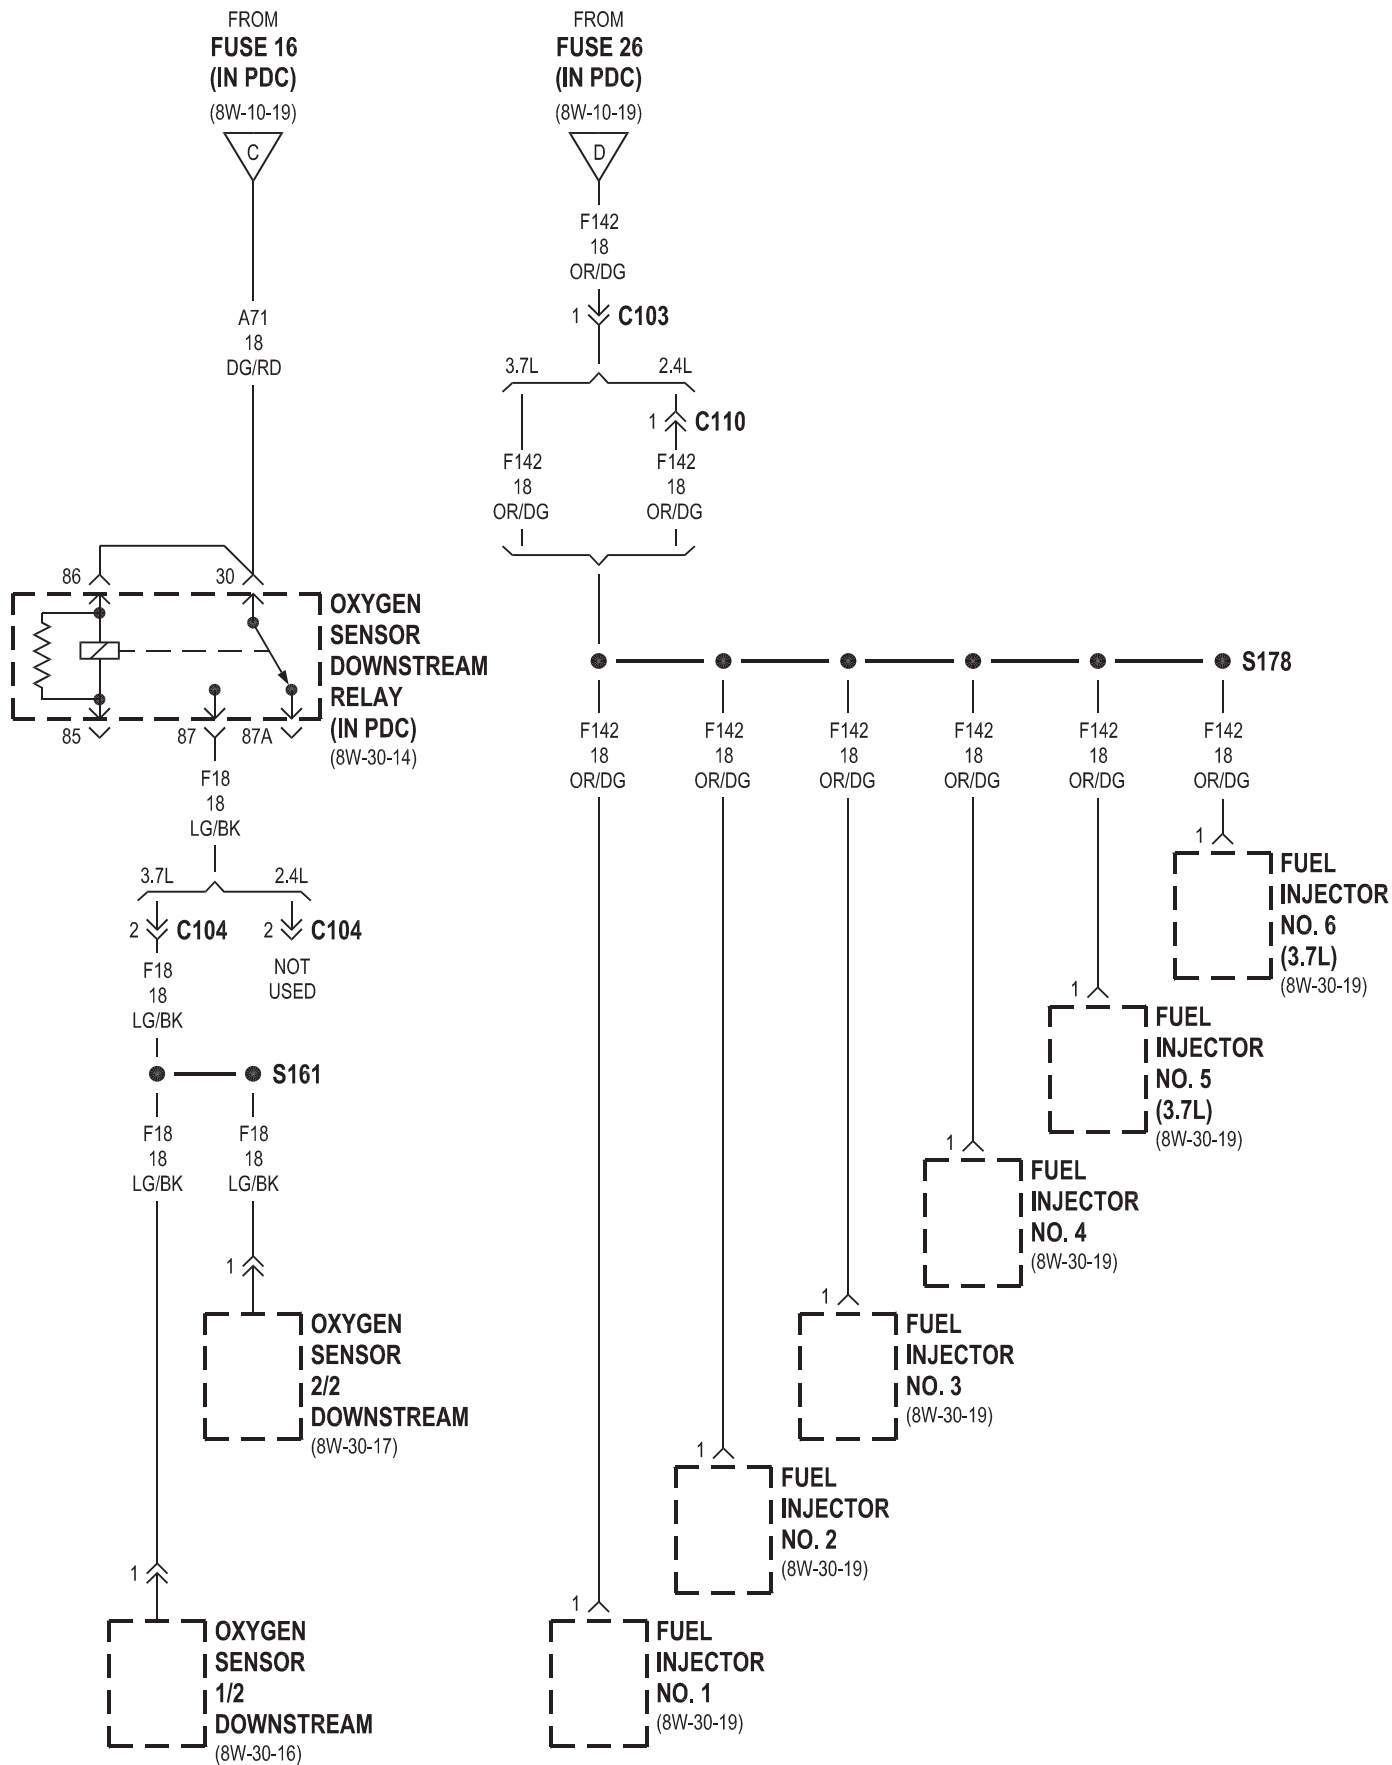 FROM
FUSE 16
(IN PDC)
(8W-10-19)
C
A71
18
DG/RD
86
30
OXYGEN
SENSOR
DOWNSTREAM
RELAY
(IN PDC)
(8W-30-14)
85
87
87A
F18
18
LG/BK
3.7L
2.4L
2
C104
2
C104
NOT
USED
F18
18
LG/BK
S161
F18
18
LG/BK
F18
18
LG/BK
1
OXYGEN
SENSOR
2/2
DOWNSTREAM
(8W-30-17)
1
OXYGEN
SENSOR
1/2
DOWNSTREAM
(8W-30-16)
FROM
FUSE 26
(IN PDC)
(8W-10-19)
D
F142
18
OR/DG
1
C103
3.7L
2.4L
1
C110
F142
18
OR/DG
F142
18
OR/DG
S178
F142
18
OR/DG
F142
18
OR/DG
F142
18
OR/DG
F142
18
OR/DG
F142
18
OR/DG
F142
18
OR/DG
1
FUEL
INJECTOR
NO. 6
(3.7L)
(8W-30-19)
1
FUEL
INJECTOR
NO. 5
(3.7L)
(8W-30-19)
1
FUEL
INJECTOR
NO. 4
(8W-30-19)
1
FUEL
INJECTOR
NO. 3
(8W-30-19)
1
FUEL
INJECTOR
NO. 2
(8W-30-19)
1
FUEL
INJECTOR
NO. 1
(8W-30-19)